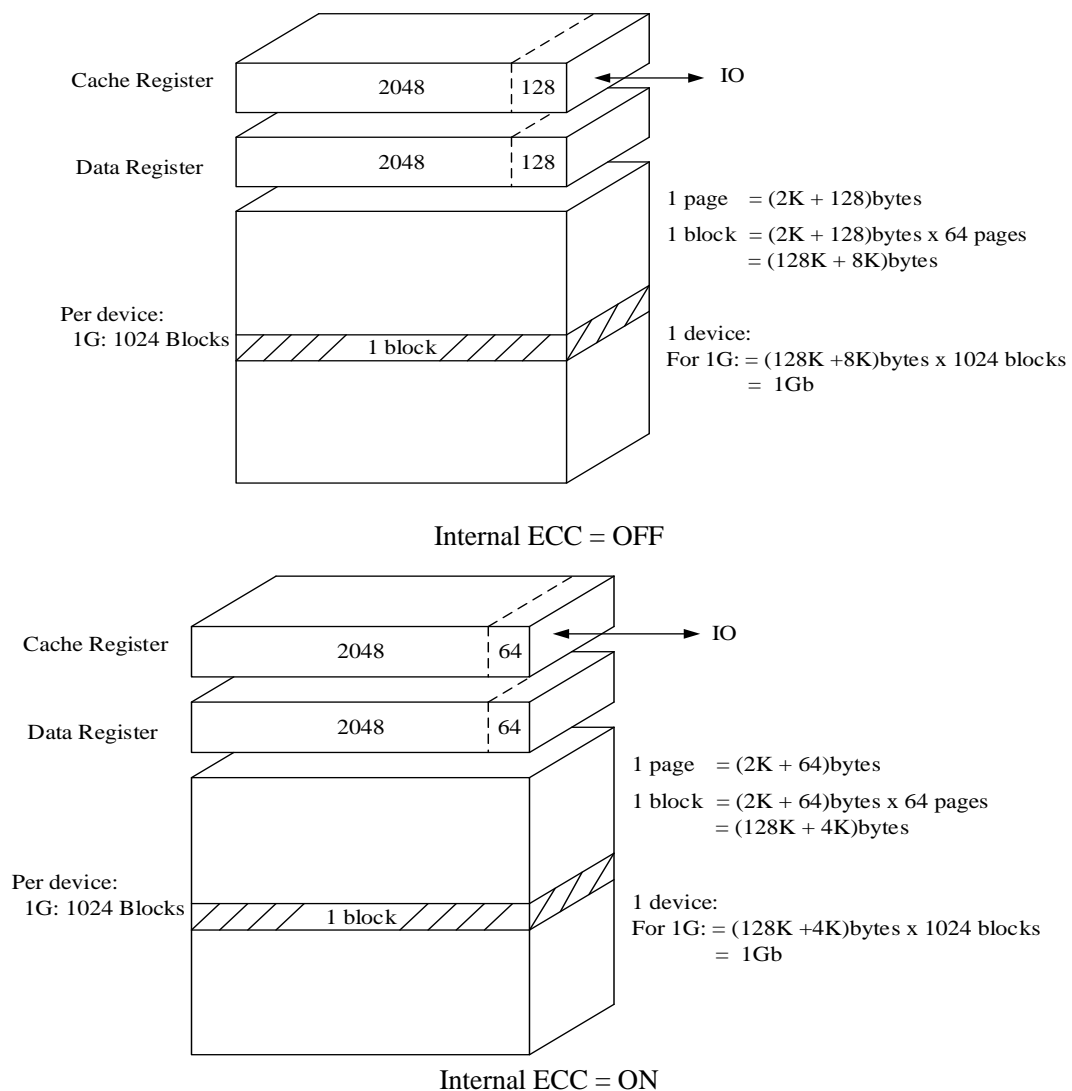 Cache Register
2048
128
IO
Data Register
2048
128
1 page = (2K + 128)bytes
1 block = (2K + 128)bytes x 64 pages
= (128K + 8K)bytes
Per device:
1G: 1024 Blocks
1 block
1 device:
For 1G: = (128K +8K)bytes x 1024 blocks
= 1Gb
Internal ECC = OFF
Cache Register
2048
64
IO
Data Register
2048
64
1 page = (2K + 64)bytes
1 block = (2K + 64)bytes x 64 pages
= (128K + 4K)bytes
Per device:
1G: 1024 Blocks
1 block
1 device:
For 1G: = (128K +4K)bytes x 1024 blocks
= 1Gb
Internal ECC = ON